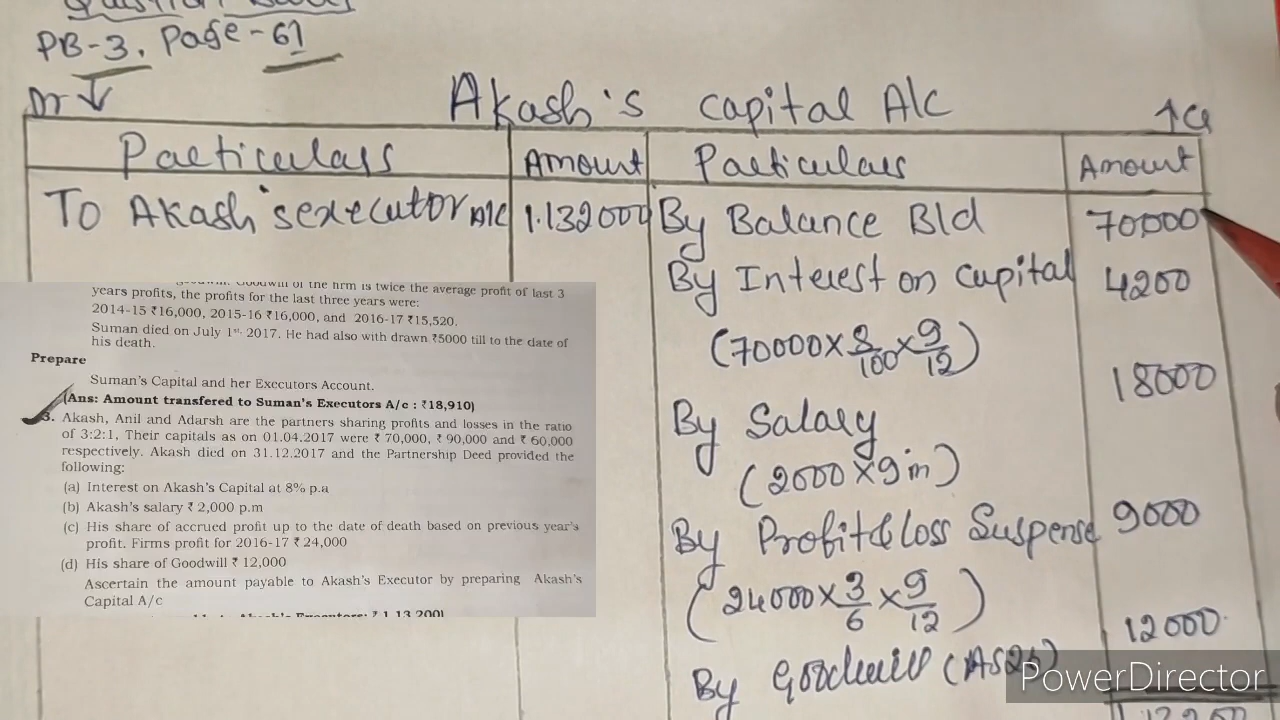 PB-3. Page-61
Dr
Akash's capital A/c
Cr
Particulars
Amount
Particulars
Amount
To Akash's executor A/c
1.132000
By Balance B/d
70000
By Interest on capital
4200
(70000×8/100×9/12)
By Salary
18000
(2000×9m)
By Profit & loss Suspense
9000
(24000×3/6×9/12)
By Goodwill (AS26)
12000
years profits, the profits for the last three years were:
2014-15 ₹16,000, 2015-16 ₹16,000, and 2016-17 ₹15,520.
Suman died on July 1st. 2017. He had also with drawn ₹5000 till to the date of
his death.
Prepare
Suman's Capital and her Executors Account.
(Ans: Amount transfered to Suman's Executors A/c : ₹18,910)
3. Akash, Anil and Adarsh are the partners sharing profits and losses in the ratio
of 3:2:1, Their capitals as on 01.04.2017 were ₹ 70,000, ₹ 90,000 and ₹ 60,000
respectively. Akash died on 31.12.2017 and the Partnership Deed provided the
following:
(a) Interest on Akash's Capital at 8% p.a
(b) Akash's salary ₹ 2,000 p.m
(c) His share of accrued profit up to the date of death based on previous year's
profit. Firms profit for 2016-17 ₹ 24,000
(d) His share of Goodwill ₹ 12,000
Ascertain the amount payable to Akash's Executor by preparing Akash's
Capital A/c
PowerDirector